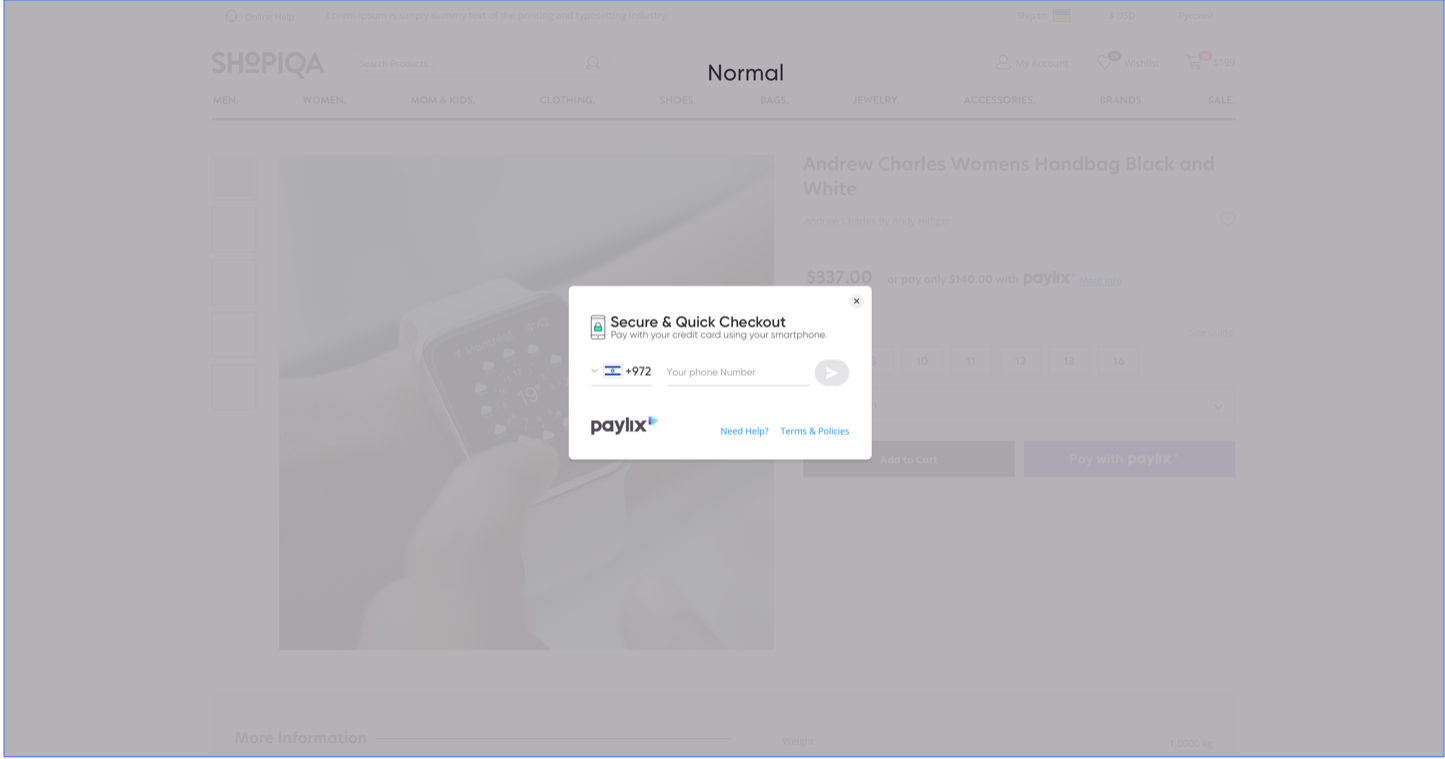 Online Help
Lorem Ipsum is simply dummy text of the printing and typesetting industry.
Ship to
$ USD
Русский
SHOPIQA
Search Products..
Normal
My Account
Wishlist
$199
MEN.
WOMEN.
MOM & KIDS.
CLOTHING.
SHOES.
BAGS.
JEWELRY.
ACCESSORIES.
BRANDS.
SALE.
Andrew Charles Womens Handbag Black and
White
Andrew Charles By Andy Hilfiger
$337.00 or pay only $140.00 with paylix More info
Size Guide
10 11 12 13 16
Add to Cart
Pay with paylix
Secure & Quick Checkout
Pay with your credit card using your smartphone.
+972 Your phone Number
paylix
Need Help? Terms & Policies
More Information
Weight
1.0000 kg